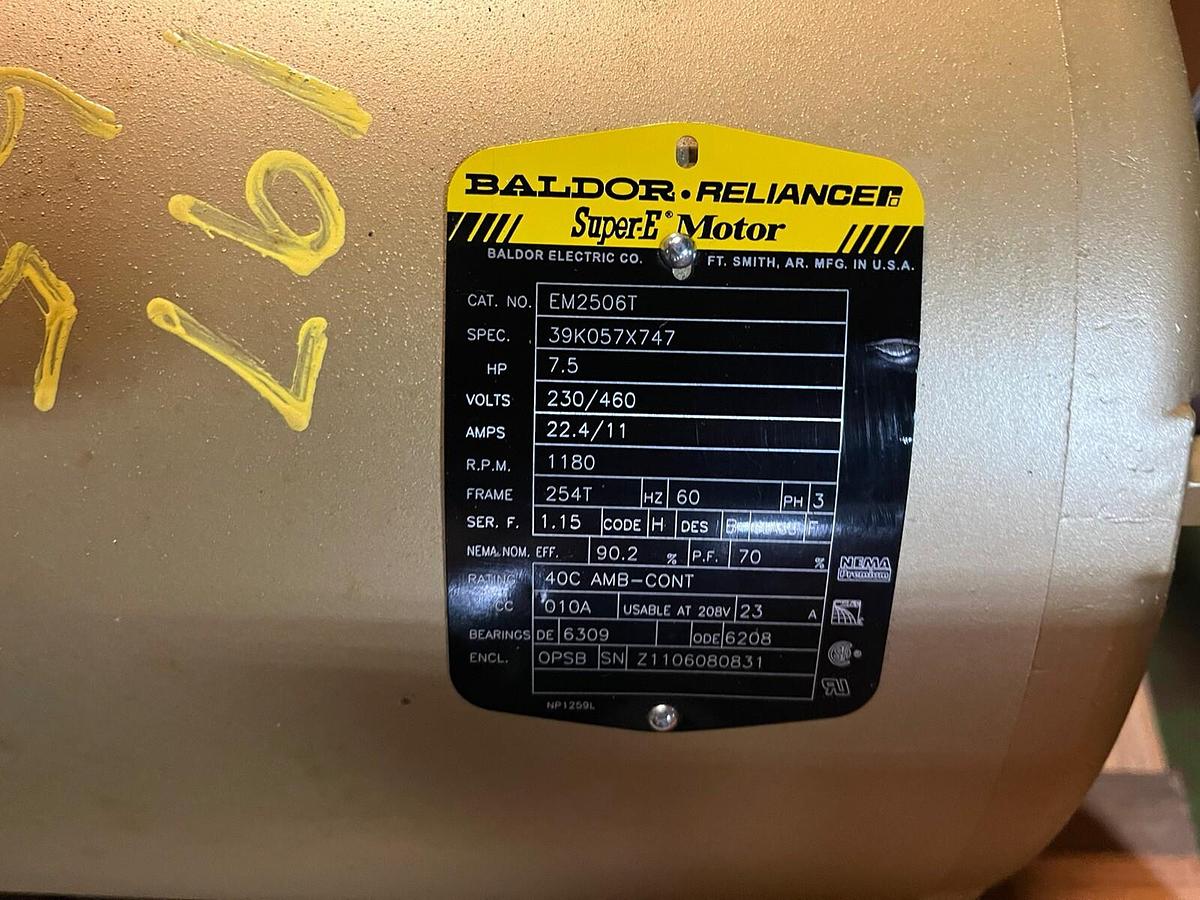 197
BALDOR • RELIANCE
Super-E® Motor
BALDOR ELECTRIC CO. FT. SMITH, AR. MFG. IN U.S.A.
CAT. NO. EM2506T
SPEC. 39K057X747
HP 7.5
VOLTS 230/460
AMPS 22.4/11
R.P.M. 1180
FRAME 254T HZ 60 PH 3
SER. F. 1.15 CODE H DES B F
NEMA. NOM. EFF. 90.2 % P.F. 70 %
NEMA
Premium
RATING 40C AMB-CONT
CC 010A USABLE AT 208V 23 A
BEARINGS DE 6309 ODE 6208
ENCL. OPSB SN Z1106080831
NP1259L